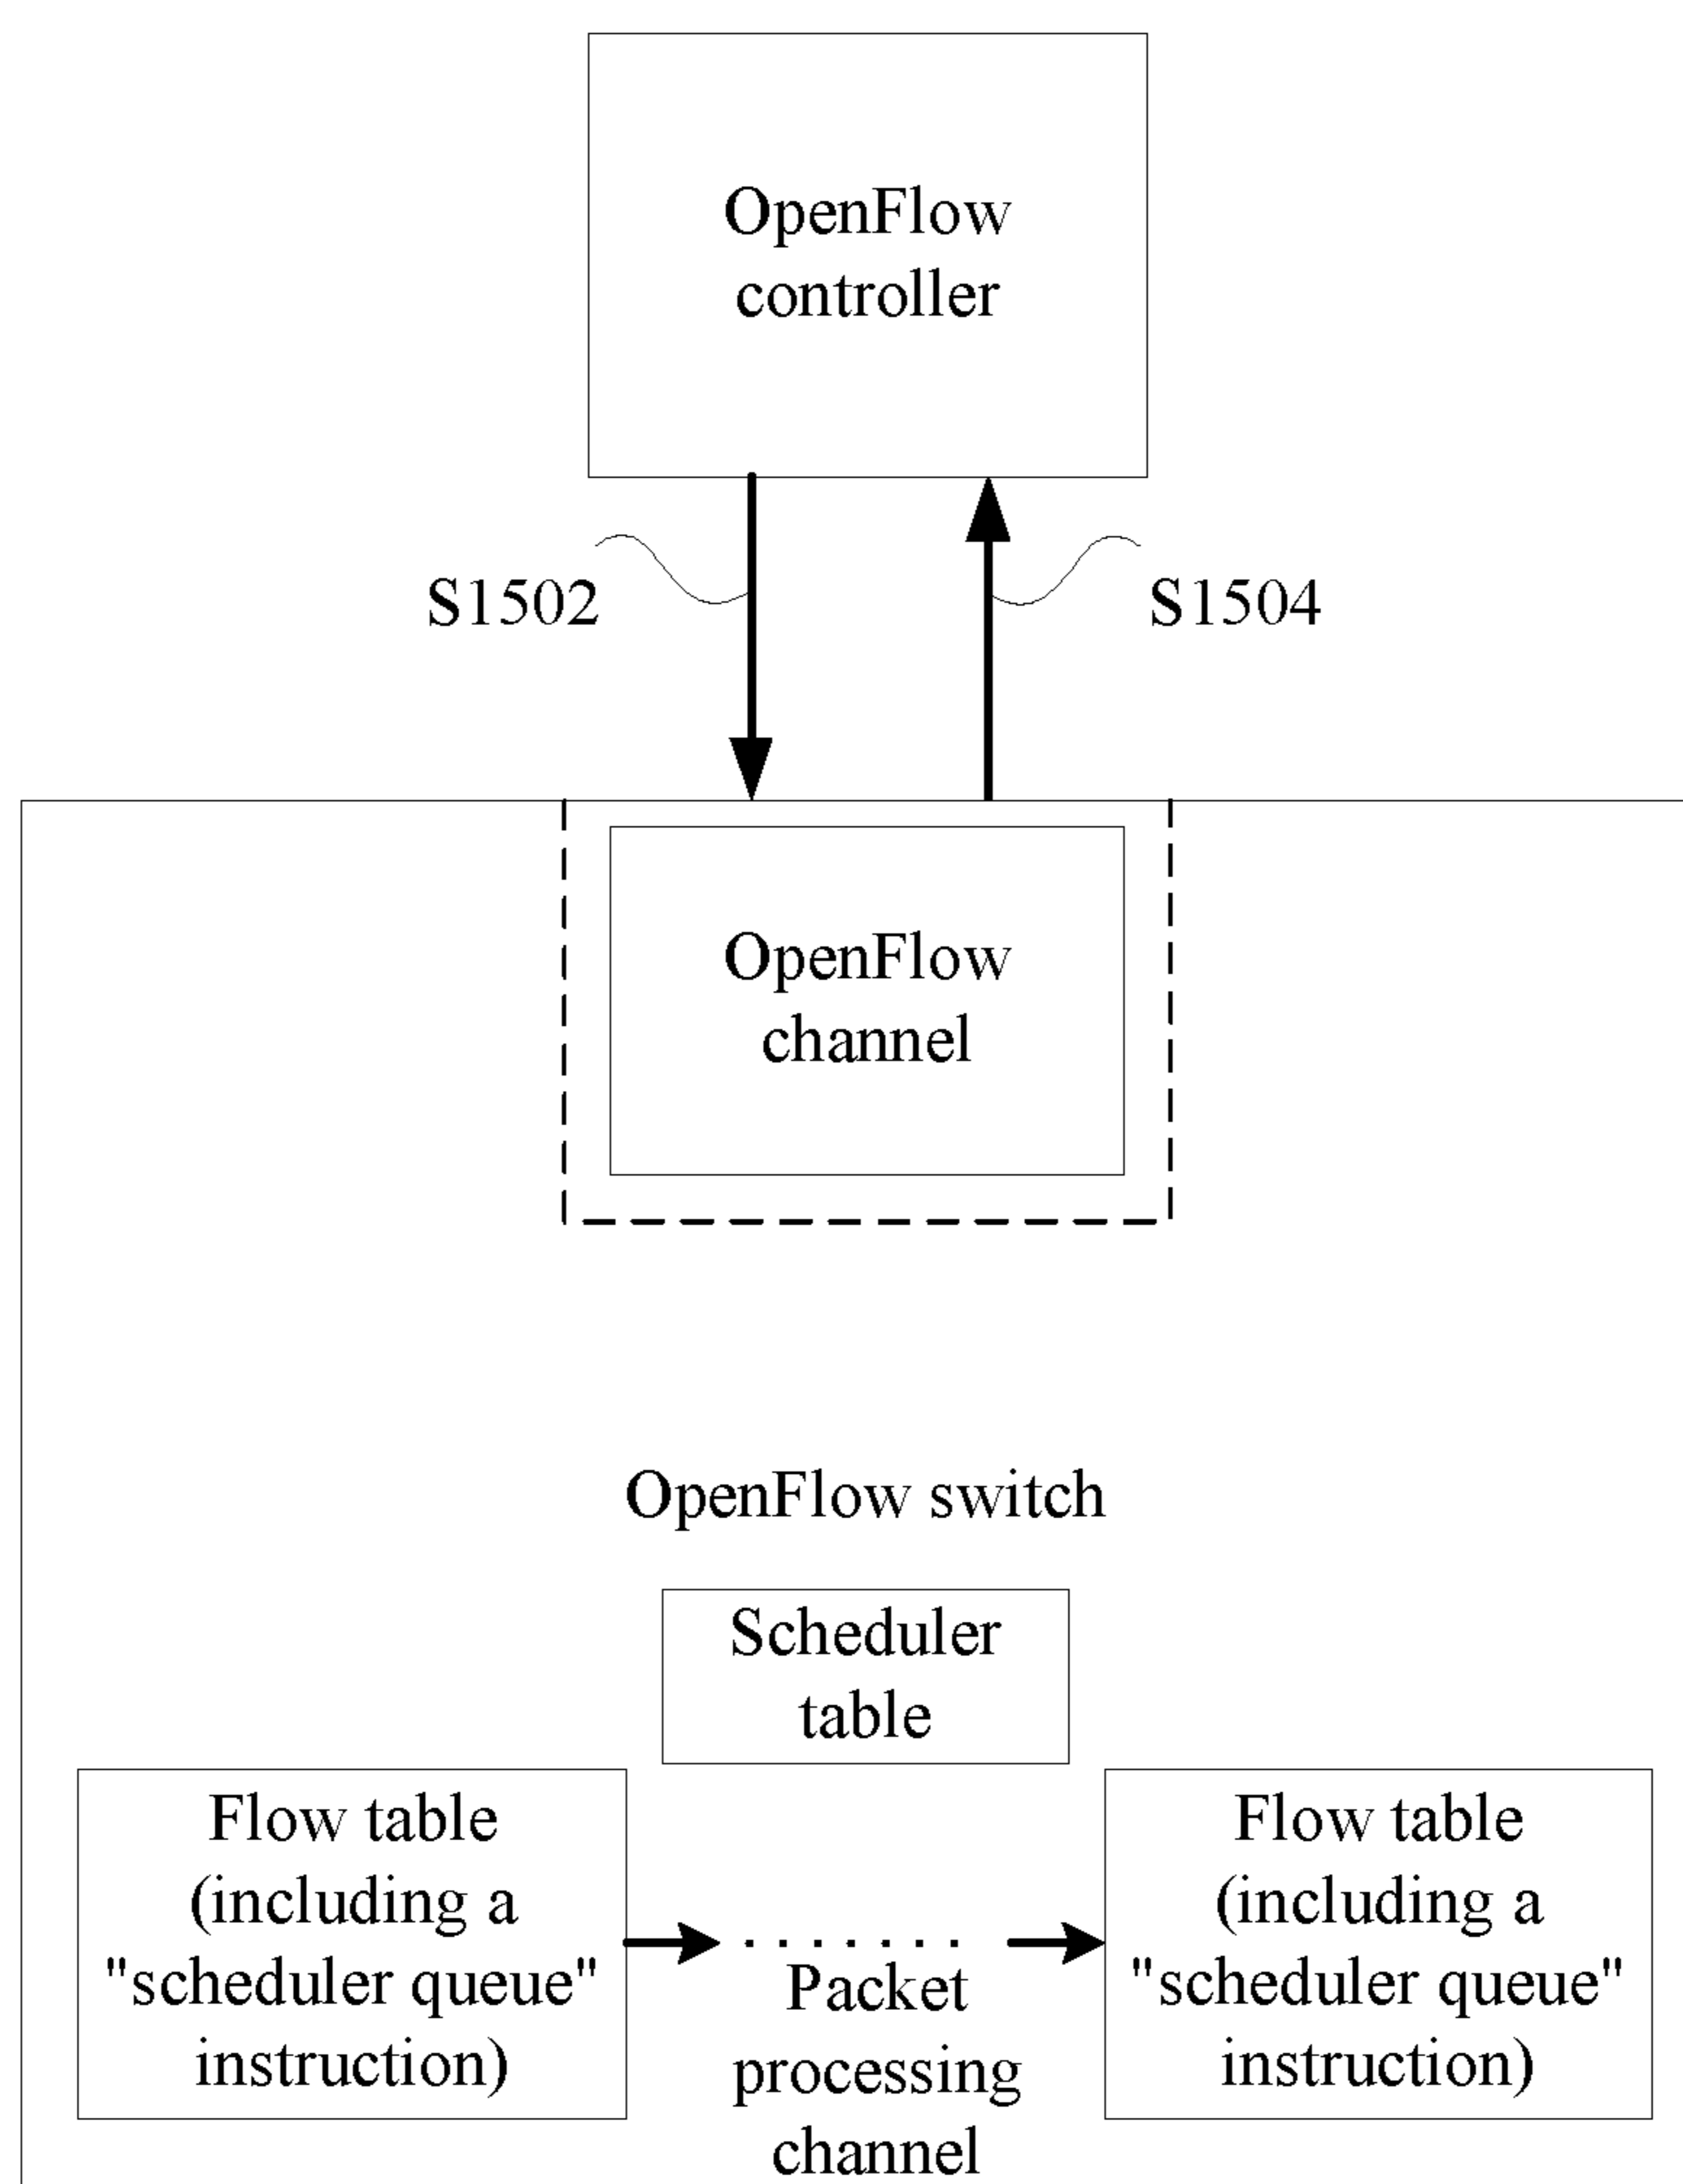 OpenFlow
controller
S1502
S1504
OpenFlow
channel
OpenFlow switch
Scheduler
table
Flow table
(including a
"scheduler queue"
instruction)
Packet
processing
channel
Flow table
(including a
"scheduler queue"
instruction)